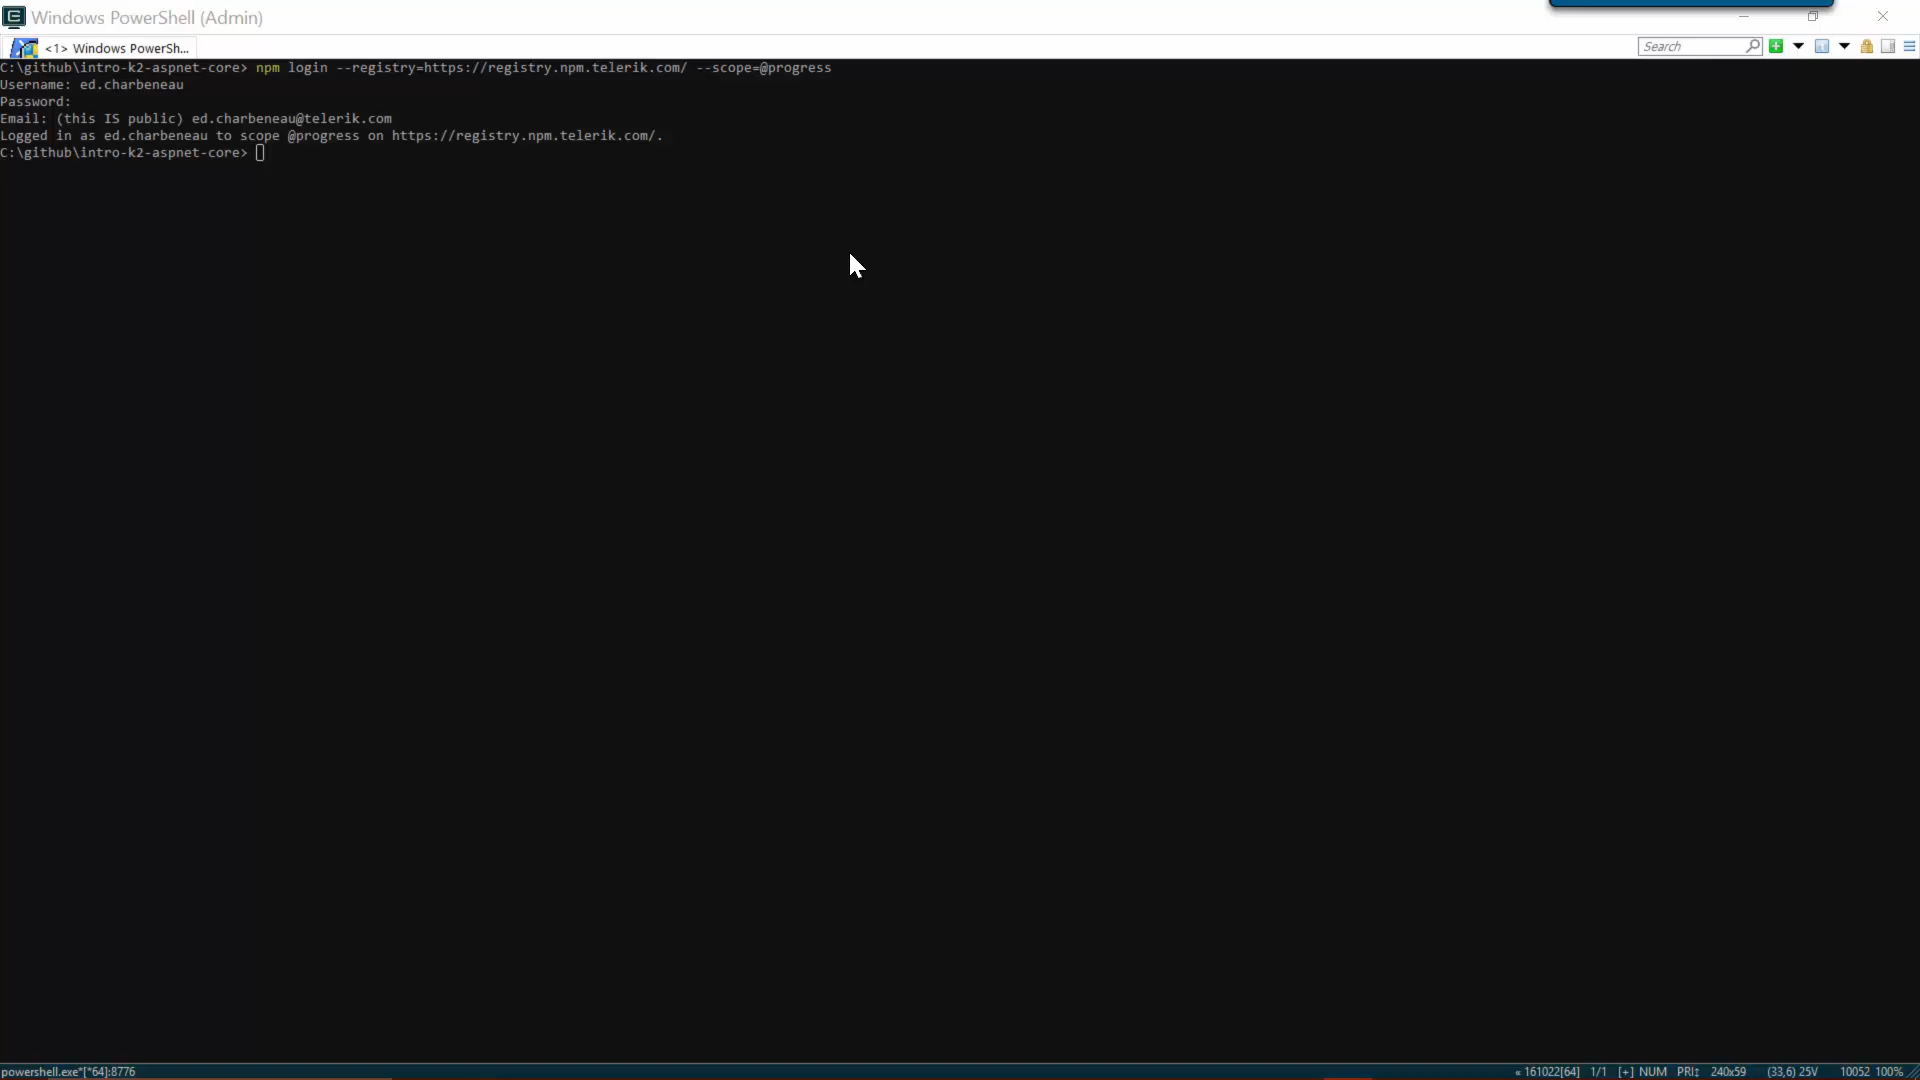 Windows PowerShell (Admin)
<1> Windows PowerSh...
Search
C:\github\intro-k2-aspnet-core> npm login --registry=https://registry.npm.telerik.com/ --scope=@progress
Username: ed.charbeneau
Password:
Email: (this IS public) ed.charbeneau@telerik.com
Logged in as ed.charbeneau to scope @progress on https://registry.npm.telerik.com/.
C:\github\intro-k2-aspnet-core>
powershell.exe*[*64]:8776
« 161022[64] 1/1 [+] NUM PRI↕ 240x59 (33,6) 25V 10052 100%